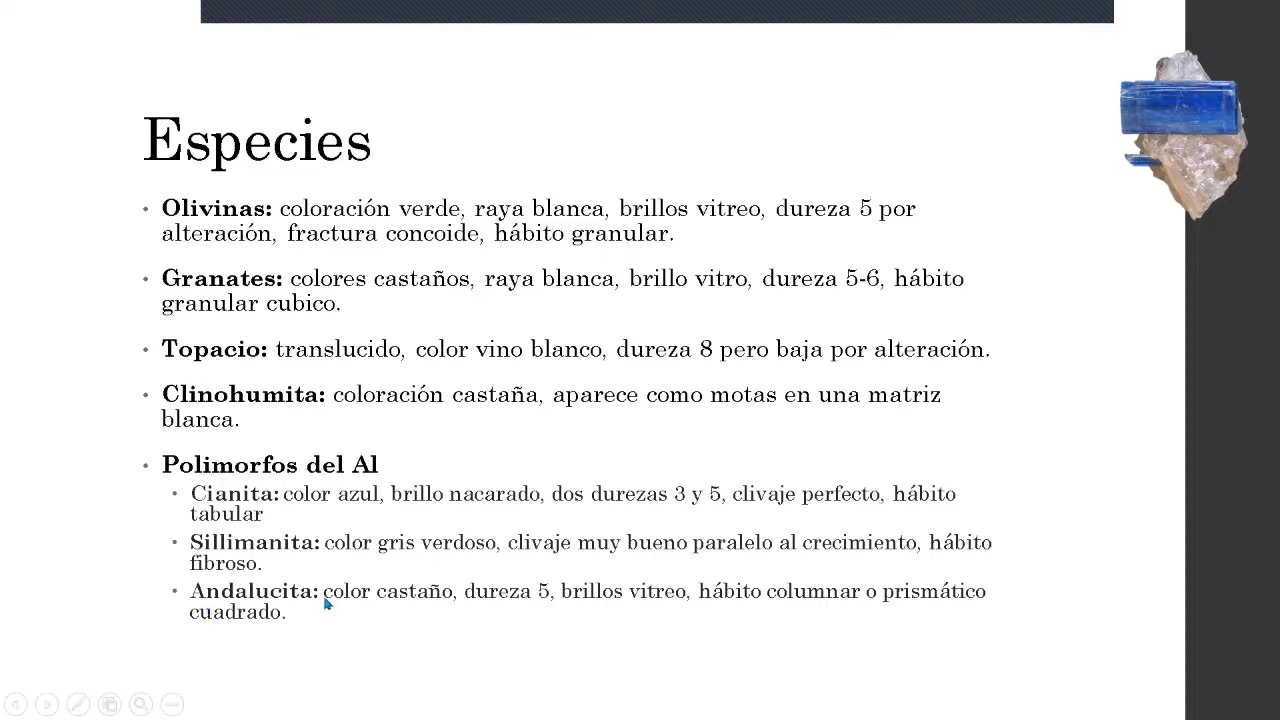 Especies
• Olivinas: coloración verde, raya blanca, brillos vitreo, dureza 5 por
alteración, fractura concoide, hábito granular.
• Granates: colores castaños, raya blanca, brillo vitro, dureza 5-6, hábito
granular cubico.
• Topacio: translucido, color vino blanco, dureza 8 pero baja por alteración.
• Clinohumita: coloración castaña, aparece como motas en una matriz
blanca.
• Polimorfos del Al
• Cianita: color azul, brillo nacarado, dos durezas 3 y 5, clivaje perfecto, hábito
tabular
• Sillimanita: color gris verdoso, clivaje muy bueno paralelo al crecimiento, hábito
fibroso.
• Andalucita: color castaño, dureza 5, brillos vitreo, hábito columnar o prismático
cuadrado.